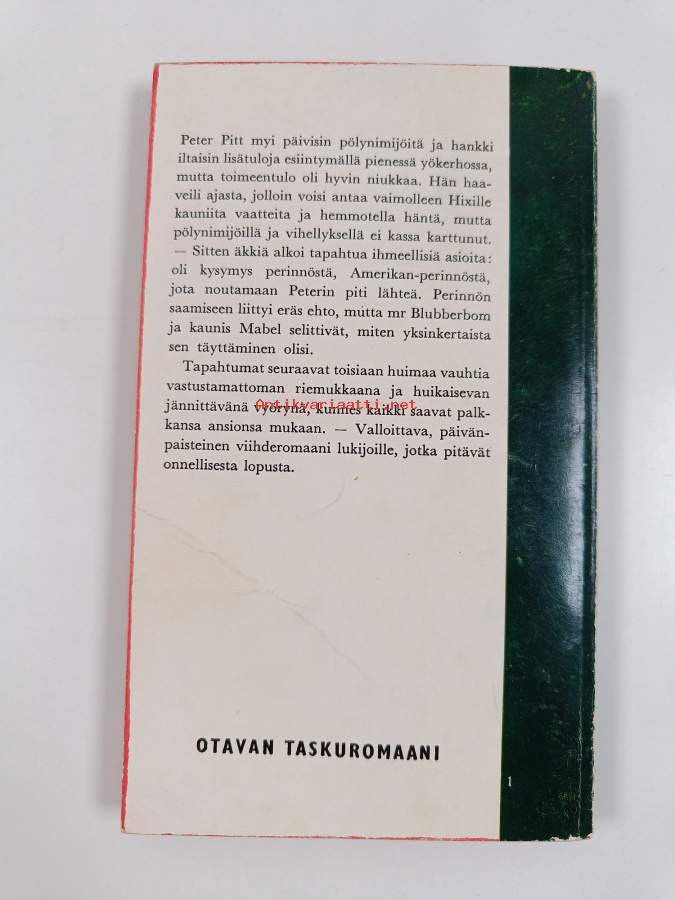 Peter Pitt myi päivisin pölynimijöitä ja hankki
iltaisin lisätuloja esiintymällä pienessä yökerhossa,
mutta toimeentulo oli hyvin niukkaa. Hän haa-
veili ajasta, jolloin voisi antaa vaimolleen Hixille
kauniita vaatteita ja hemmotella häntä, mutta
pölynimijöillä ja vihellyksellä ei kassa karttunut.
— Sitten äkkiä alkoi tapahtua ihmeellisiä asioita:
oli kysymys perinnöstä, Amerikan-perinnöstä,
jota noutamaan Peterin piti lähteä. Perinnön
saamiseen liittyi eräs ehto, mutta mr Blubberbom
ja kaunis Mabel selittivät, miten yksinkertaista
sen täyttäminen olisi.
Tapahtumat seuraavat toisiaan huimaa vauhtia
vastustamattoman riemukkaana ja huikaisevan
jännittävänä vyörynä, kunnes kaikki saavat palk-
Antikvariaatti.net
kansa ansionsa mukaan. — Valloittava, päivän-
paisteinen viihderomaani lukijoille, jotka pitävät
onnellisesta lopusta.
OTAVAN TASKUROMAANI
1